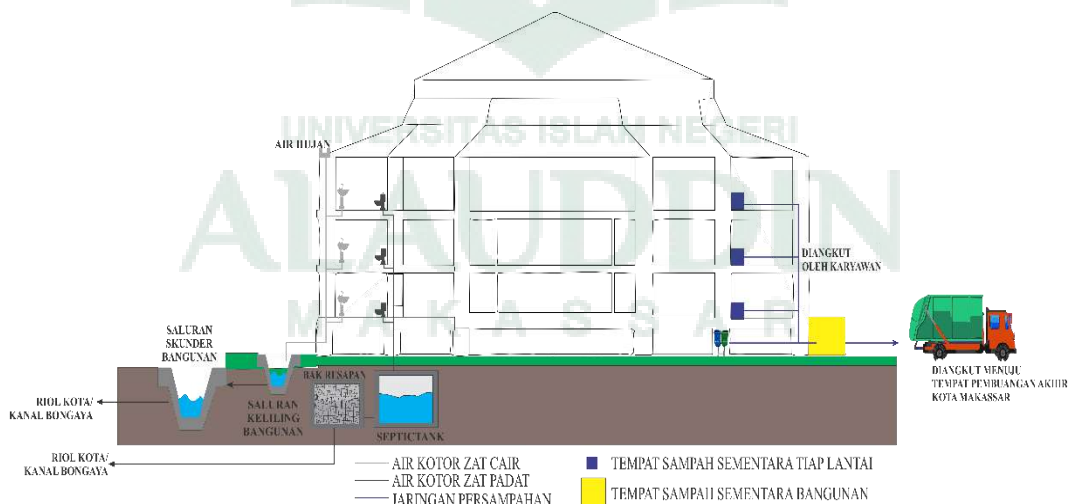 UNIVERSITAS ISLAM NEGERI
ALAUDDIN
MAKASSAR
AIR HUJAN
DIANGKUT
OLEH KARYAWAN
SALURAN
SKUNDER
BANGUNAN
RIOL KOTA/
KANAL BONGAYA
BAK RESAPAN
SALURAN
KELILING
BANGUNAN
SEPTICTANK
RIOL KOTA/
KANAL BONGAYA
DIANGKUT MENUJU
TEMPAT PEMBUANGAN AKHIR
KOTA MAKASSAR
AIR KOTOR ZAT CAIR
AIR KOTOR ZAT PADAT
JARINGAN PERSAMPAHAN
TEMPAT SAMPAH SEMENTARA TIAP LANTAI
TEMPAT SAMPAH SEMENTARA BANGUNAN